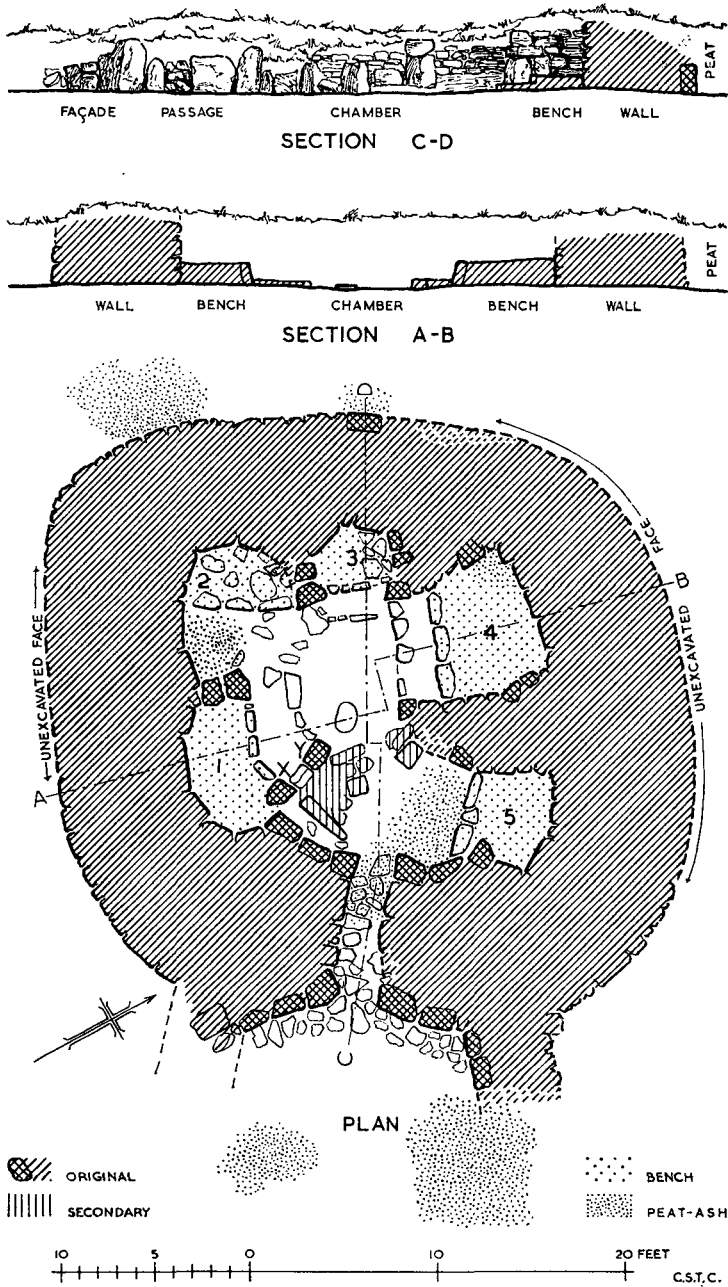 PEAT
FAÇADE PASSAGE CHAMBER BENCH WALL
SECTION C-D
PEAT
WALL BENCH CHAMBER BENCH WALL
SECTION A-B
D
UNEXCAVATED FACE
FACE
UNEXCAVATED
A
B
1
2
3
4
5
X
Y
C
PLAN
ORIGINAL
SECONDARY
BENCH
PEAT-ASH
10 5 0 10 20 FEET
C.S.T.C.